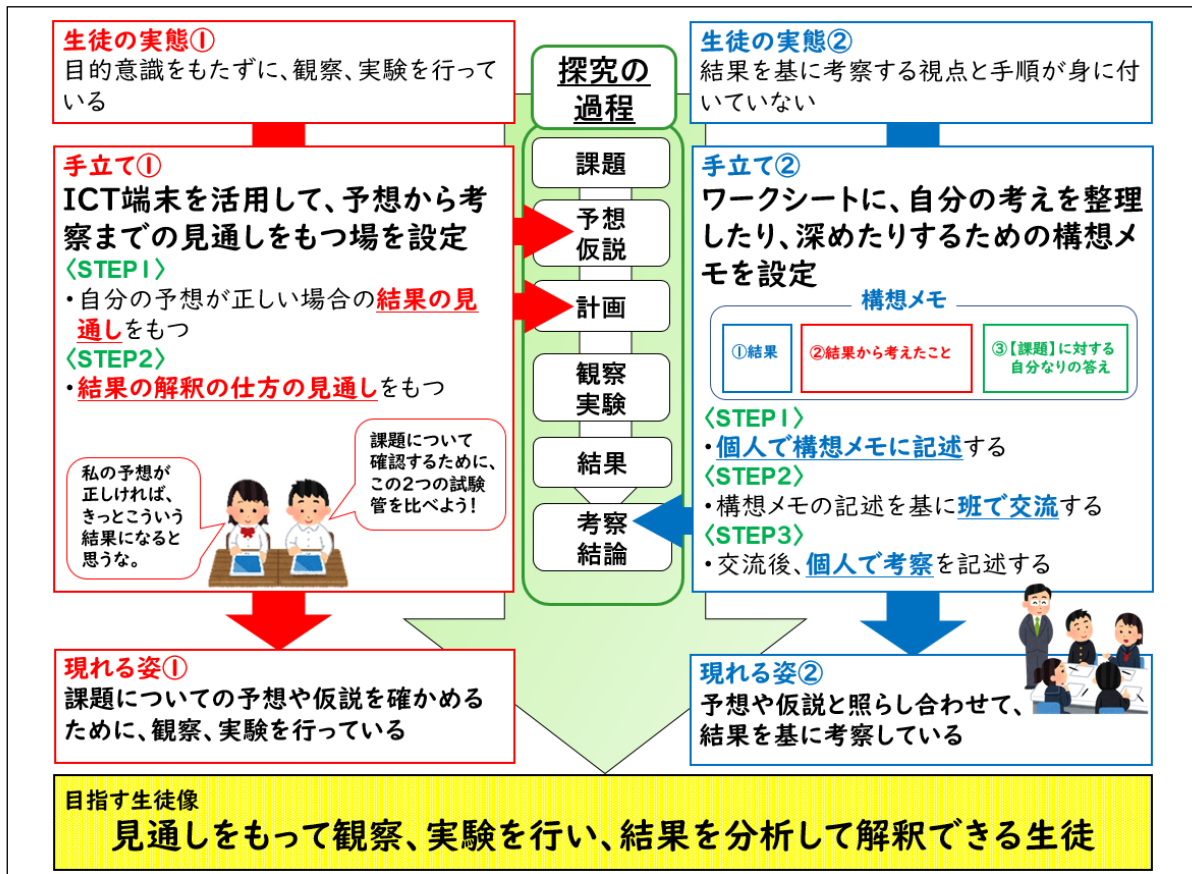 生徒の実態①
目的意識をもたずに、観察、実験を行って
いる
手立て①
ICT端末を活用して、予想から考
察までの見通しをもつ場を設定
〈STEP1〉
・自分の予想が正しい場合の結果の見
通しをもつ
〈STEP2〉
・結果の解釈の仕方の見通しをもつ
私の予想が
正しければ、
きっとこういう
結果になると
思うな。
課題について
確認するために、
この2つの試験
管を比べよう!
現れる姿①
課題についての予想や仮説を確かめる
ために、観察、実験を行っている
探究の
過程
課題
予想
仮説
計画
観察
実験
結果
考察
結論
生徒の実態②
結果を基に考察する視点と手順が身に付
いていない
手立て②
ワークシートに、自分の考えを整理
したり、深めたりするための構想メ
モを設定
構想メモ
①結果
②結果から考えたこと
③【課題】に対する
自分なりの答え
〈STEP1〉
・個人で構想メモに記述する
〈STEP2〉
・構想メモの記述を基に班で交流する
〈STEP3〉
・交流後、個人で考察を記述する
現れる姿②
予想や仮説と照らし合わせて、
結果を基に考察している
目指す生徒像
見通しをもって観察、実験を行い、結果を分析して解釈できる生徒